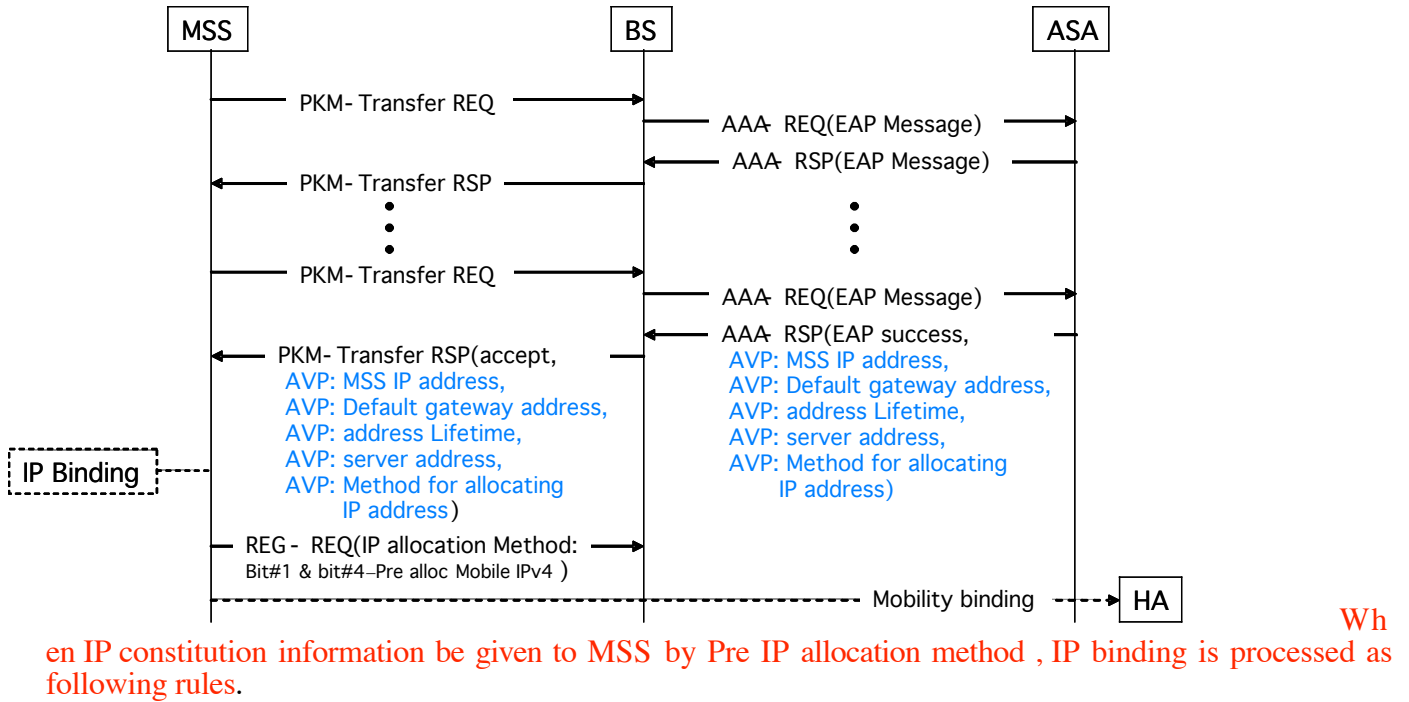 MSS
BS
ASA
PKM- Transfer REQ
AAA- REQ(EAP Message)
AAA- RSP(EAP Message)
PKM- Transfer RSP
PKM- Transfer REQ
AAA- REQ(EAP Message)
AAA- RSP(EAP success,
AVP: MSS IP address,
AVP: Default gateway address,
AVP: address Lifetime,
AVP: server address,
AVP: Method for allocating
IP address)
PKM- Transfer RSP(accept,
AVP: MSS IP address,
AVP: Default gateway address,
AVP: address Lifetime,
AVP: server address,
AVP: Method for allocating
IP address)
IP Binding
REG- REQ(IP allocation Method:
Bit#1 & bit#4–Pre alloc Mobile IPv4 )
Mobility binding
HA
Wh
en IP constitution information be given to MSS by Pre IP allocation method , IP binding is processed as
following rules.